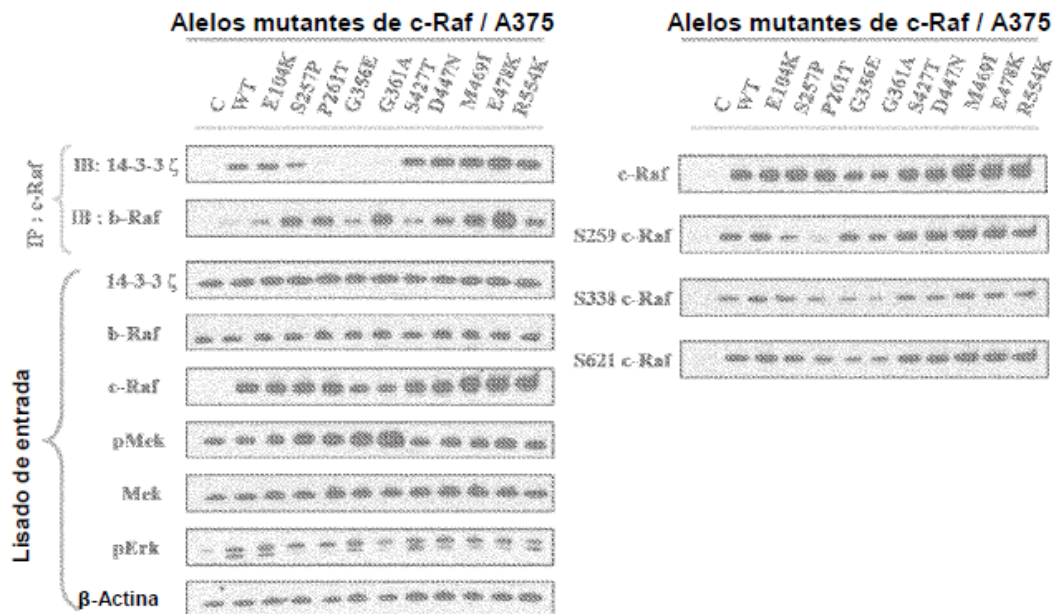 Alelos mutantes de c-Raf / A375
C WT E104K S257P P261T G356E G361A S427T D447N M469I E478K R554K
IP : c-Raf
IB: 14-3-3 ζ
IB : b-Raf
Lisado de entrada
14-3-3 ζ
b-Raf
c-Raf
pMek
Mek
pErk
β-Actina
Alelos mutantes de c-Raf / A375
C WT E104K S257P P261T G356E G361A S427T D447N M469I E478K R554K
c-Raf
S259 c-Raf
S338 c-Raf
S621 c-Raf